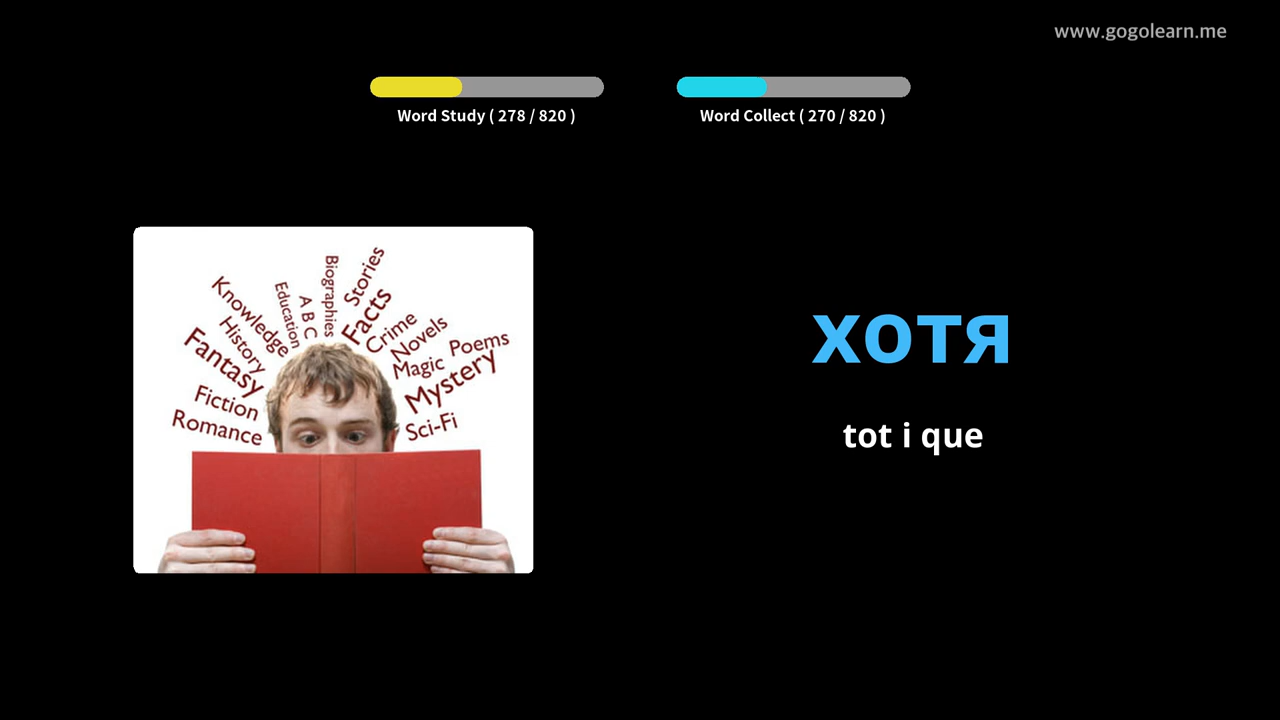 www.gogolearn.me
Word Study ( 278 / 820 )
Word Collect ( 270 / 820 )
Biographies
Stories
Knowledge
Education
A B C
Facts
History
Crime
Novels
Fantasy
Magic
Poems
Mystery
Fiction
Romance
Sci-Fi
хотя
tot i que